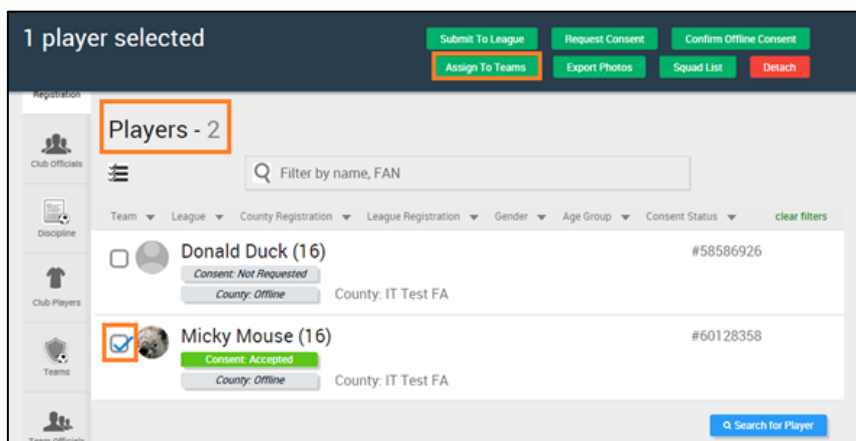 1 player selected
Submit To League
Request Consent
Confirm Offline Consent
Assign To Teams
Export Photos
Squad List
Detach
Registration
Players - 2
Club Officials
Filter by name, FAN
Team
League
County Registration
League Registration
Gender
Age Group
Consent Status
clear filters
Discipline
Donald Duck (16)
#58586926
Consent: Not Requested
County: Offline
County: IT Test FA
Club Players
Micky Mouse (16)
#60128358
Consent: Accepted
County: Offline
County: IT Test FA
Teams
Search for Player
Team Officials